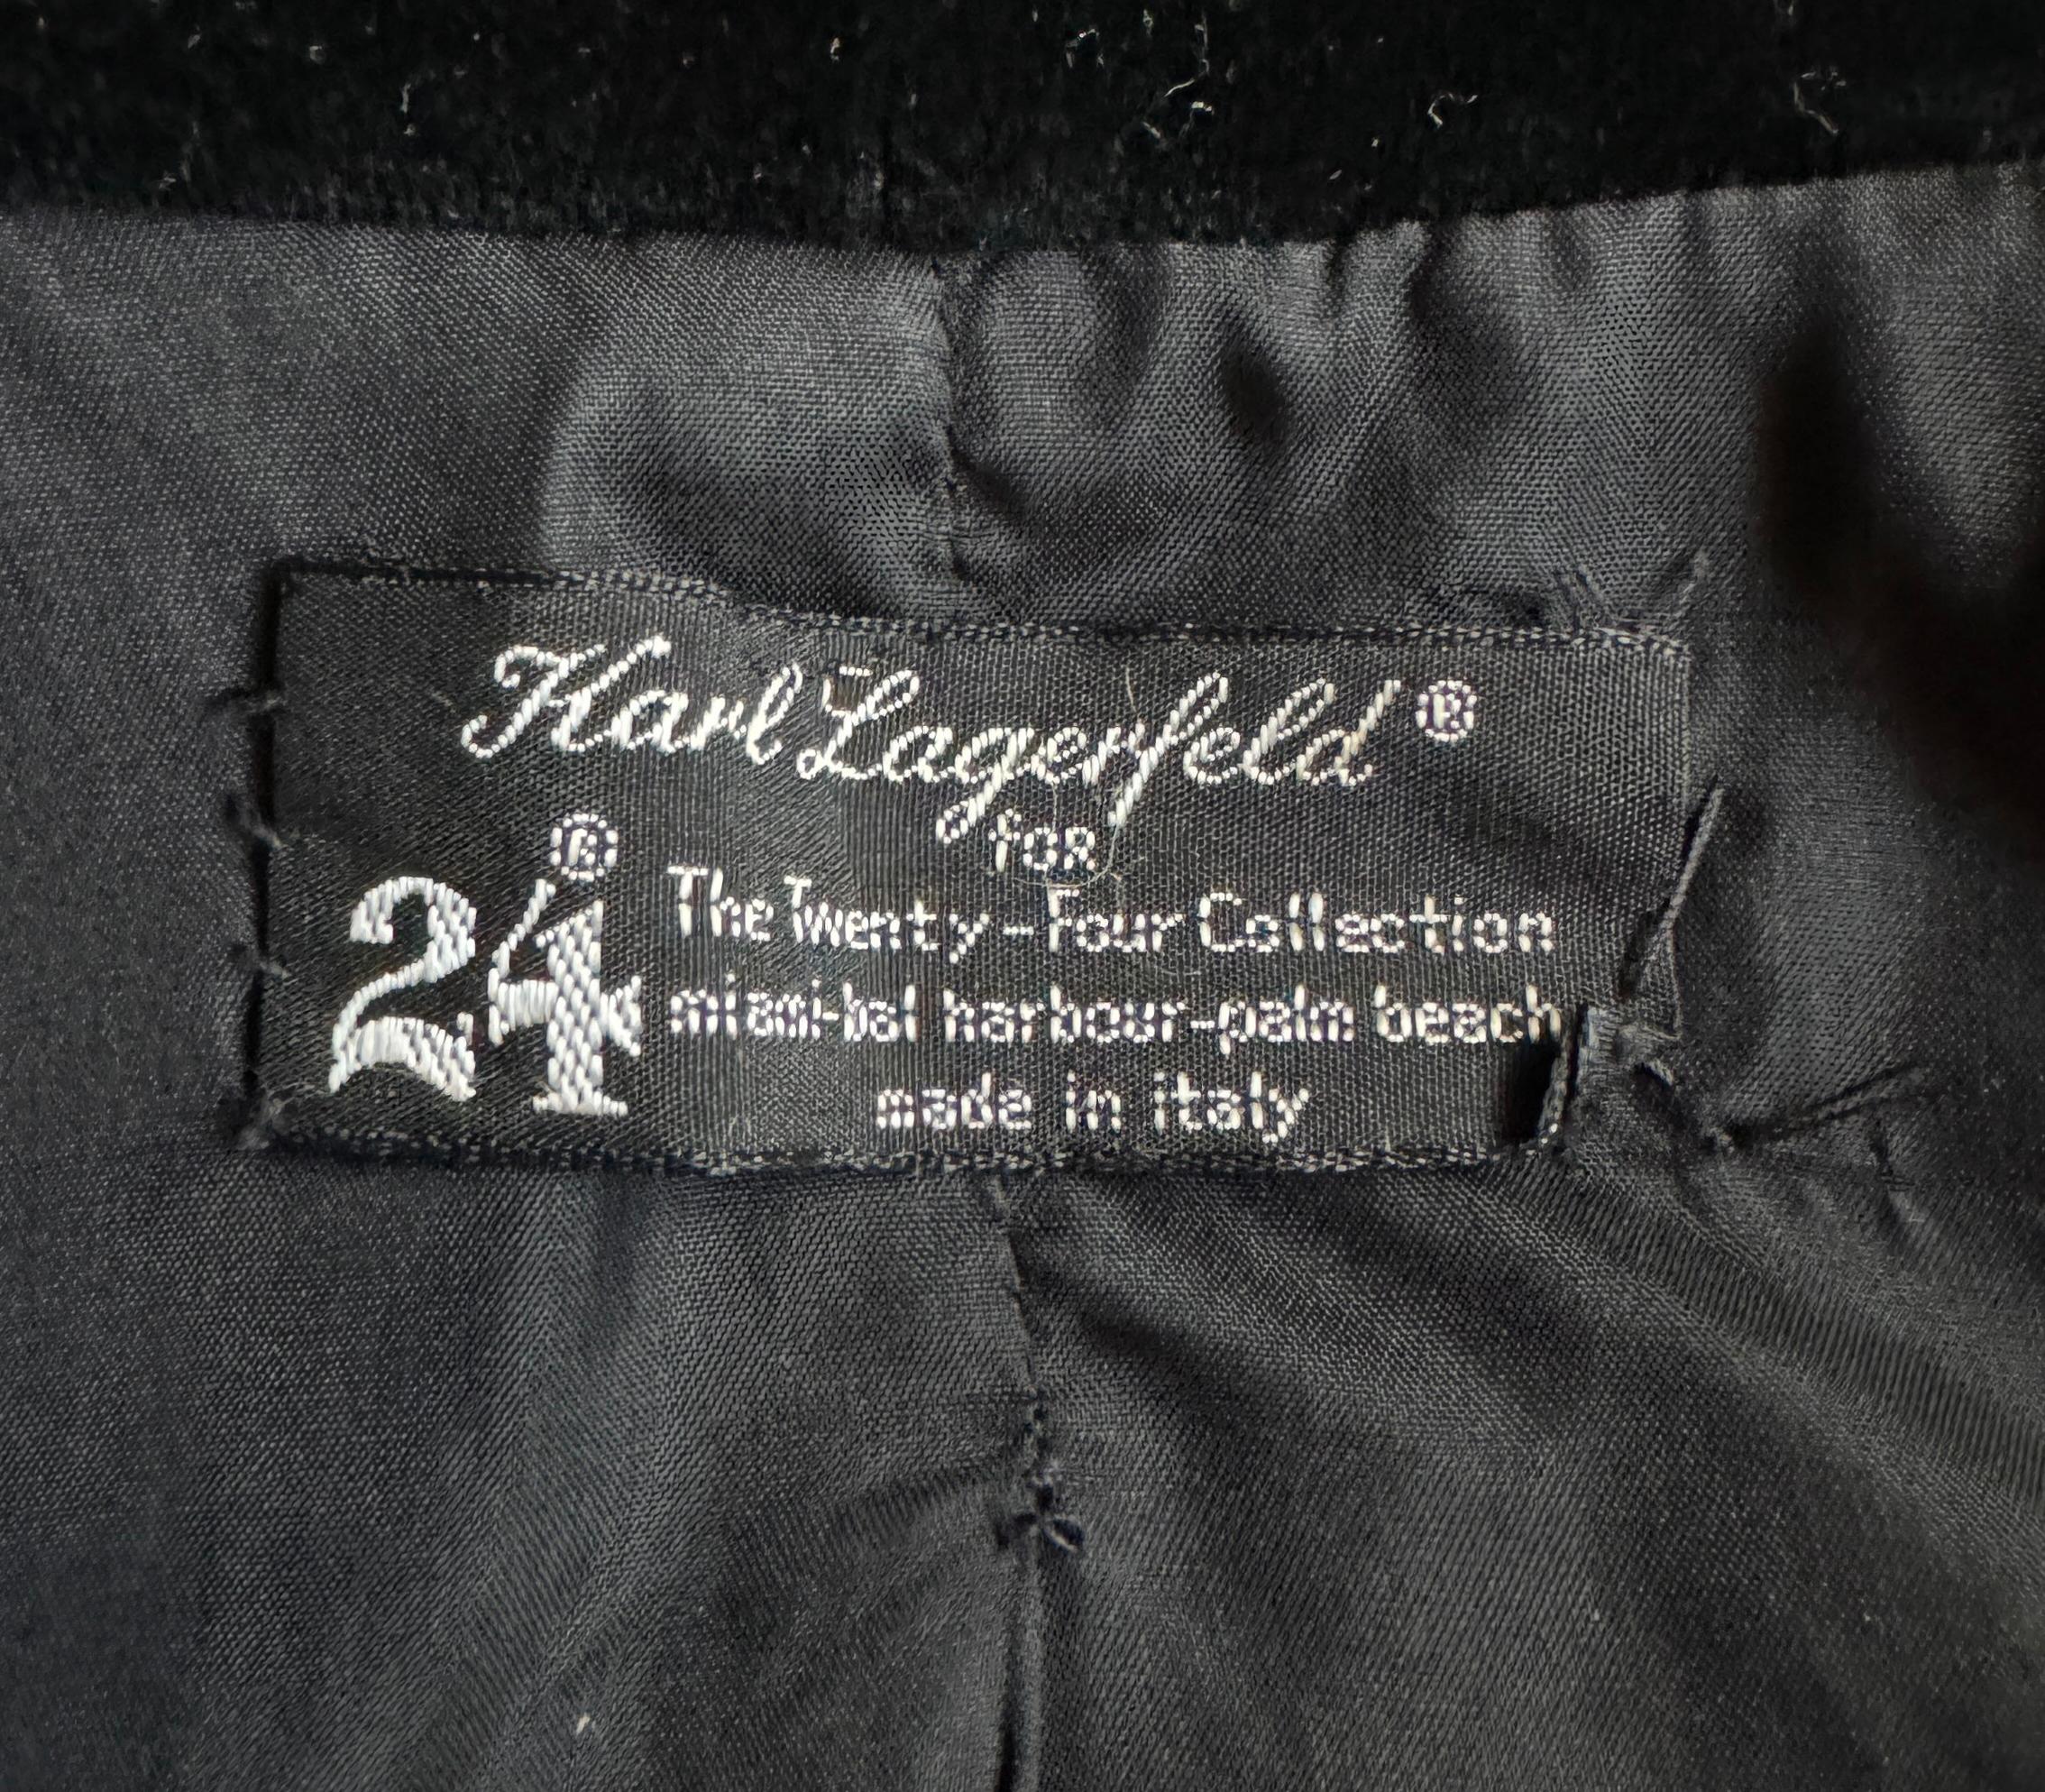 Karl Lagerfeld ®
for
24 ®
The Twenty-Four Collection
miami-bal harbour-palm beach
made in italy